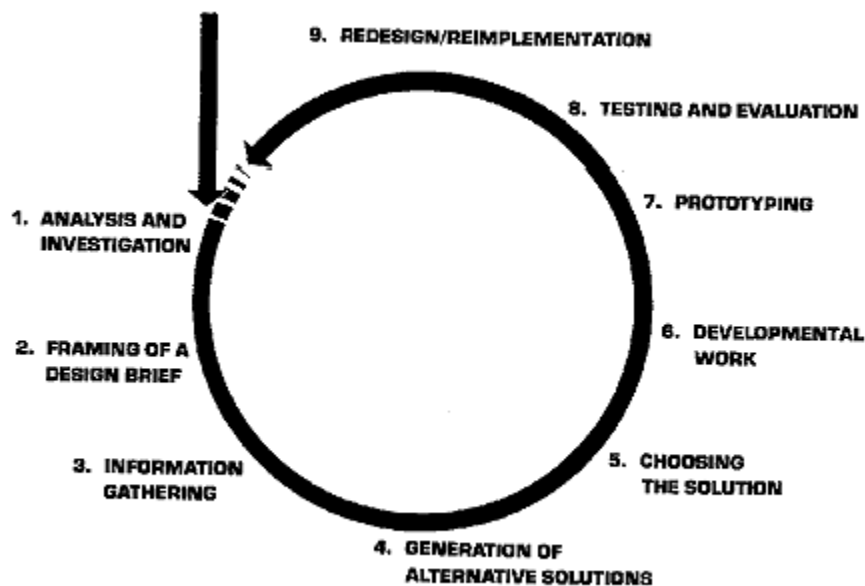 9. REDESIGN/REIMPLEMENTATION
8. TESTING AND EVALUATION
7. PROTOTYPING
1. ANALYSIS AND
INVESTIGATION
6. DEVELOPMENTAL
WORK
2. FRAMING OF A
DESIGN BRIEF
5. CHOOSING
THE SOLUTION
3. INFORMATION
GATHERING
4. GENERATION OF
ALTERNATIVE SOLUTIONS